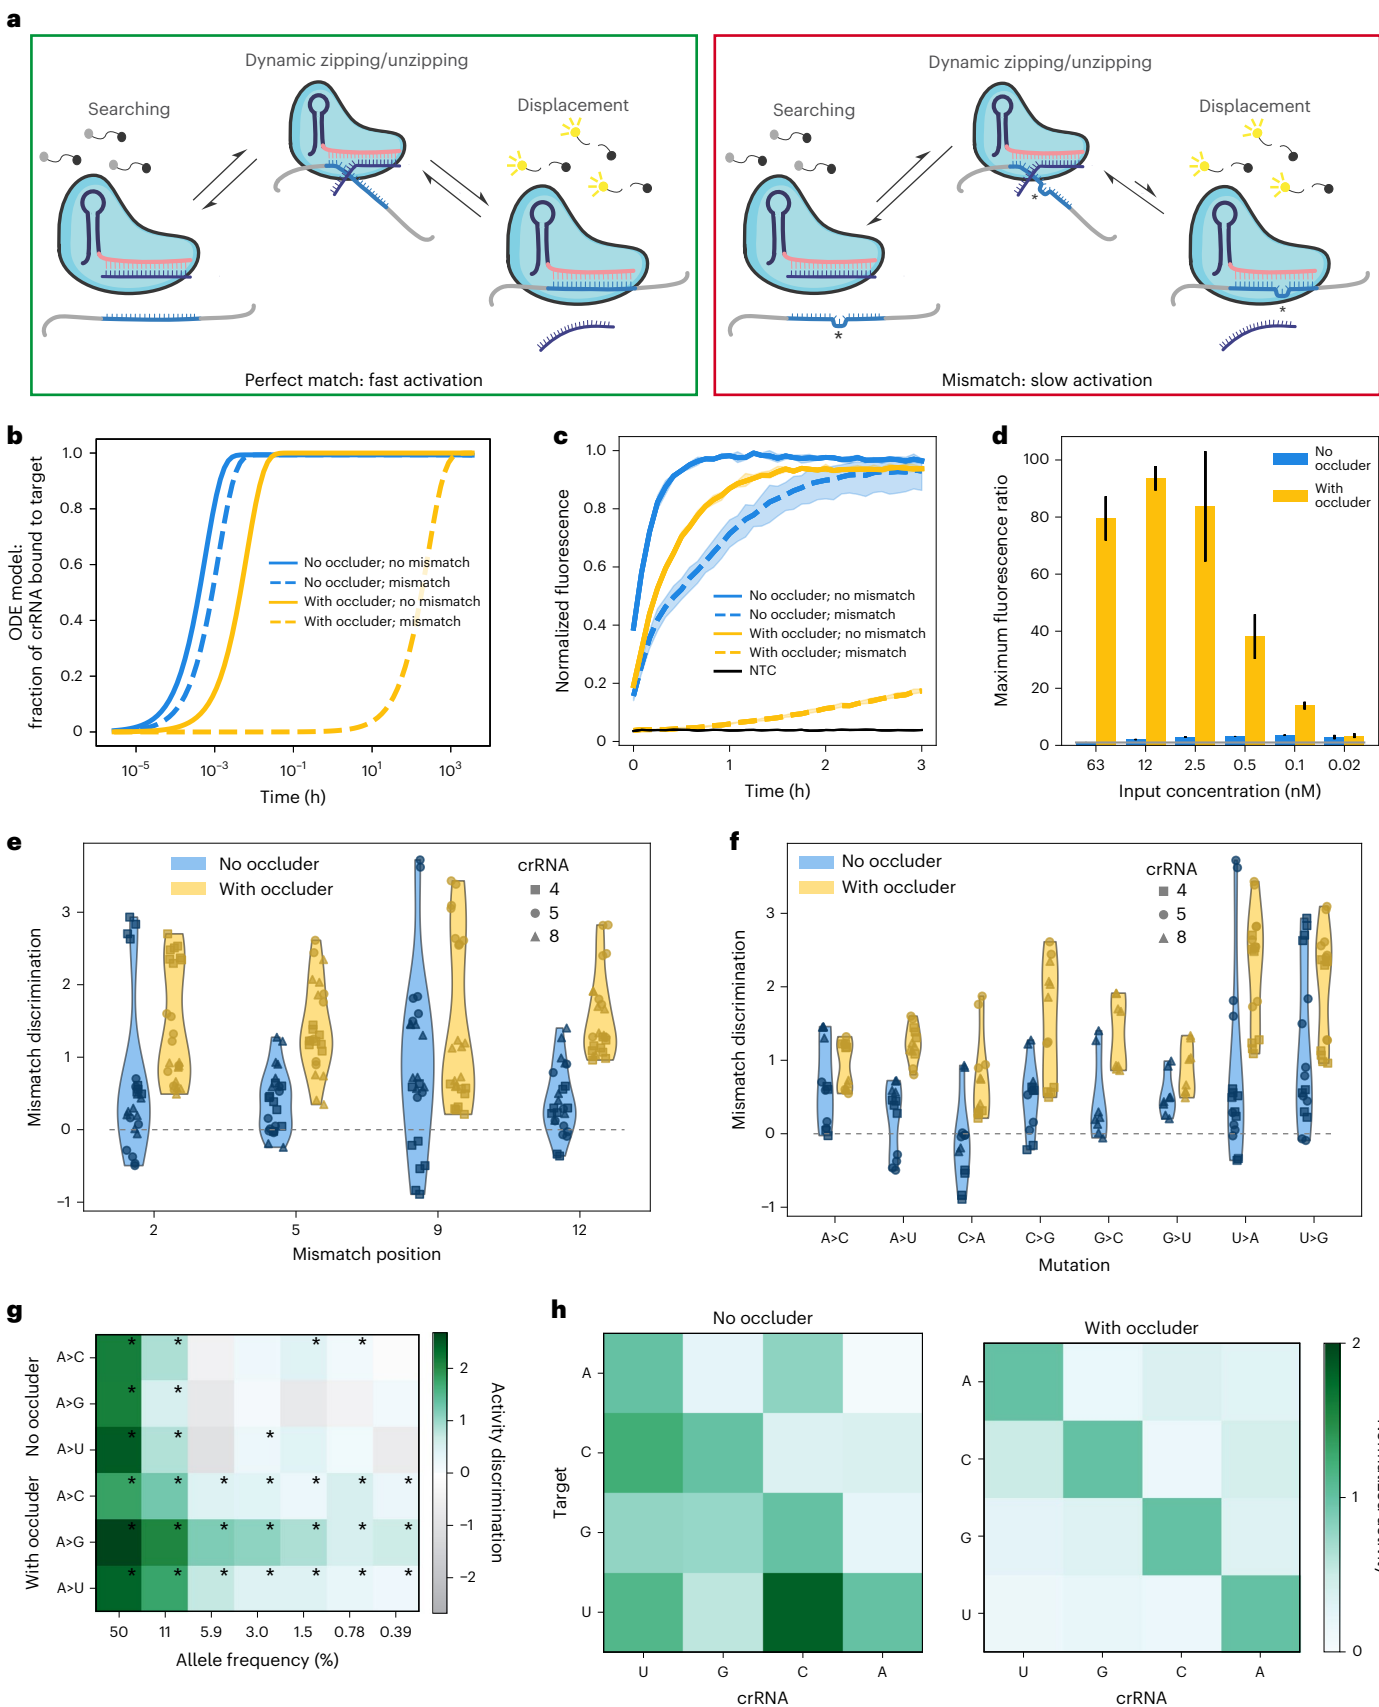 a
Dynamic zipping/unzipping
Searching
Displacement
Perfect match: fast activation
Dynamic zipping/unzipping
Searching
Displacement
*
*
*
Mismatch: slow activation
b
ODE model:
fraction of crRNA bound to target
1.0
0.8
0.6
0.4
0.2
0
No occluder; no mismatch
No occluder; mismatch
With occluder; no mismatch
With occluder; mismatch
10⁻⁵
10⁻³
10⁻¹
10¹
10³
Time (h)
c
Normalized fluorescence
1.0
0.8
0.6
0.4
0.2
0
No occluder; no mismatch
No occluder; mismatch
With occluder; no mismatch
With occluder; mismatch
NTC
0
1
2
3
Time (h)
d
Maximum fluorescence ratio
100
80
60
40
20
0
No
occluder
With
occluder
63
12
2.5
0.5
0.1
0.02
Input concentration (nM)
e
Mismatch discrimination
3
2
1
0
−1
No occluder
With occluder
crRNA
4
5
8
2
5
9
12
Mismatch position
f
Mismatch discrimination
3
2
1
0
−1
No occluder
With occluder
crRNA
4
5
8
A>C
A>U
C>A
C>G
G>C
G>U
U>A
U>G
Mutation
g
No occluder
With occluder
A>C * * * *
A>G * *
A>U * * *
A>C * * * * * * *
A>G * * * * * * *
A>U * * * * * * *
50
11
5.9
3.0
1.5
0.78
0.39
Allele frequency (%)
2
1
0
−1
−2
Activity discrimination
h
No occluder
Target
A
C
G
U
U
G
C
A
crRNA
With occluder
A
C
G
U
U
G
C
A
crRNA
2
1
0